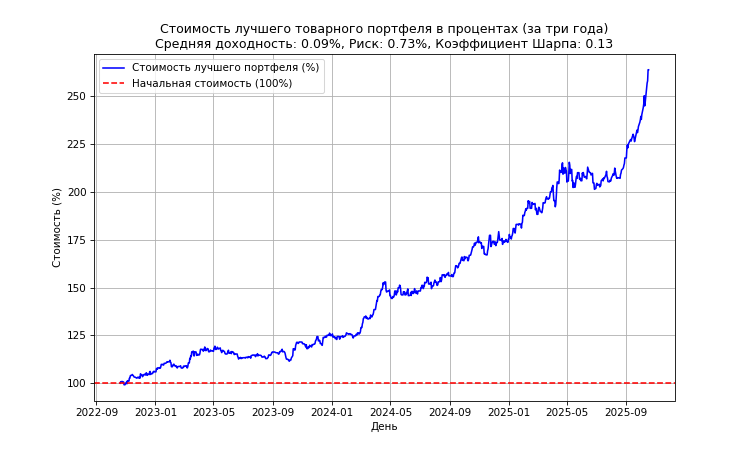 Стоимость лучшего товарного портфеля в процентах (за три года)
Средняя доходность: 0.09%, Риск: 0.73%, Коэффициент Шарпа: 0.13
Стоимость лучшего портфеля (%)
Начальная стоимость (100%)
Стоимость (%)
250
225
200
175
150
125
100
2022-09 2023-01 2023-05 2023-09 2024-01 2024-05 2024-09 2025-01 2025-05 2025-09
День